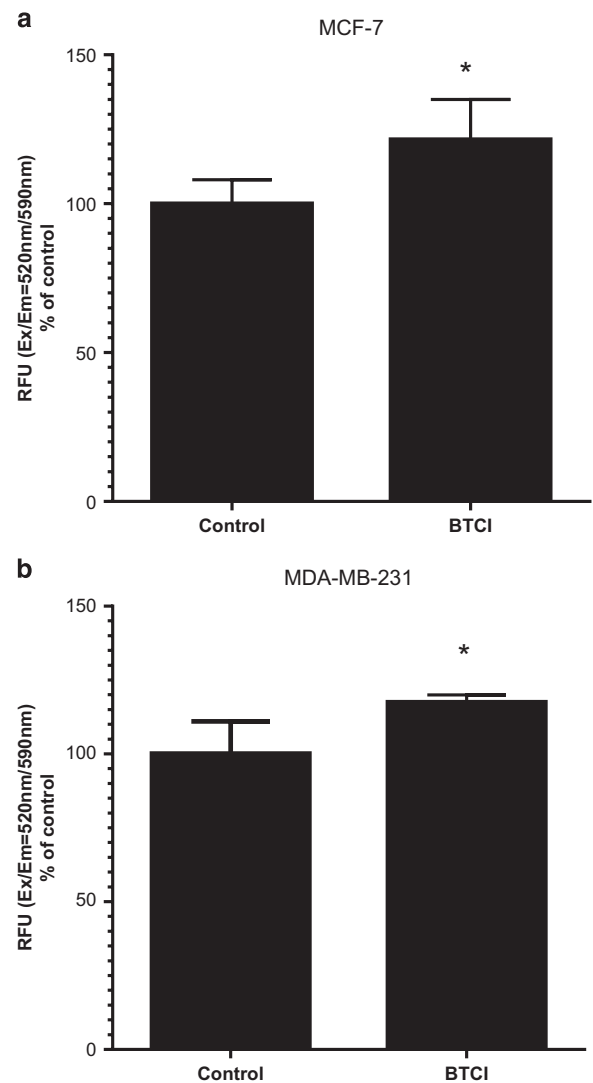 a
MCF-7
RFU (Ex/Em=520nm/590nm)
% of control
150
100
50
0
*
Control
BTCI
b
MDA-MB-231
RFU (Ex/Em=520nm/590nm)
% of control
150
100
50
0
*
Control
BTCI